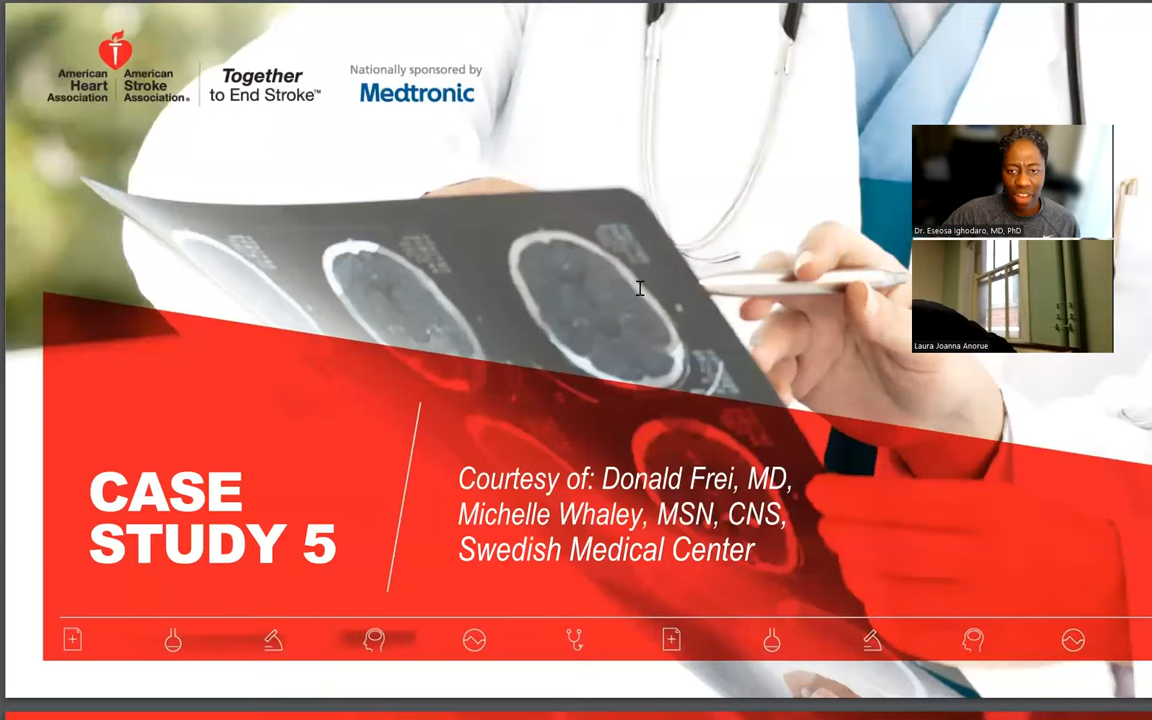 American
Heart
Association
American
Stroke
Association®
Together
to End Stroke™
Nationally sponsored by
Medtronic
Dr. Eseosa Ighodaro, MD, PhD
Laura Joanna Anorue
CASE
STUDY 5
Courtesy of: Donald Frei, MD,
Michelle Whaley, MSN, CNS,
Swedish Medical Center